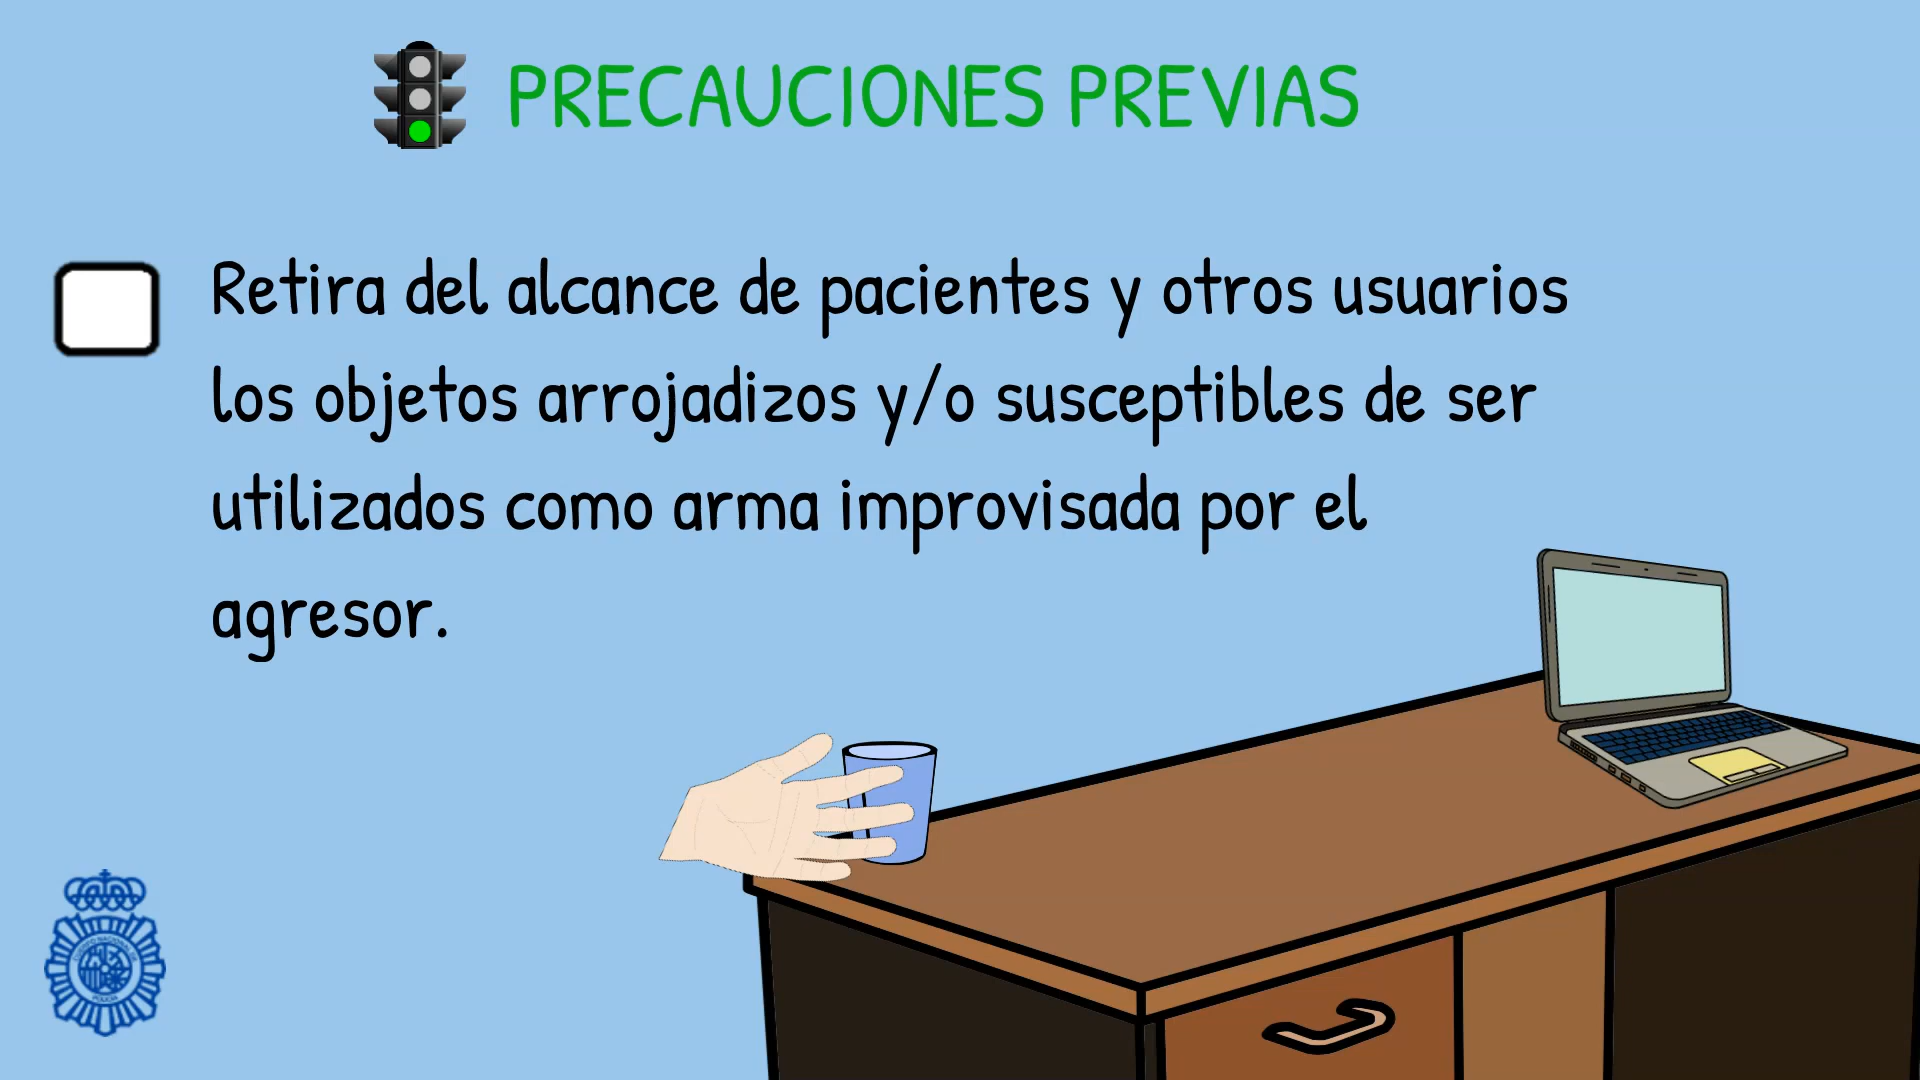 PRECAUCIONES PREVIAS
Retira del alcance de pacientes y otros usuarios
los objetos arrojadizos y/o susceptibles de ser
utilizados como arma improvisada por el
agresor.